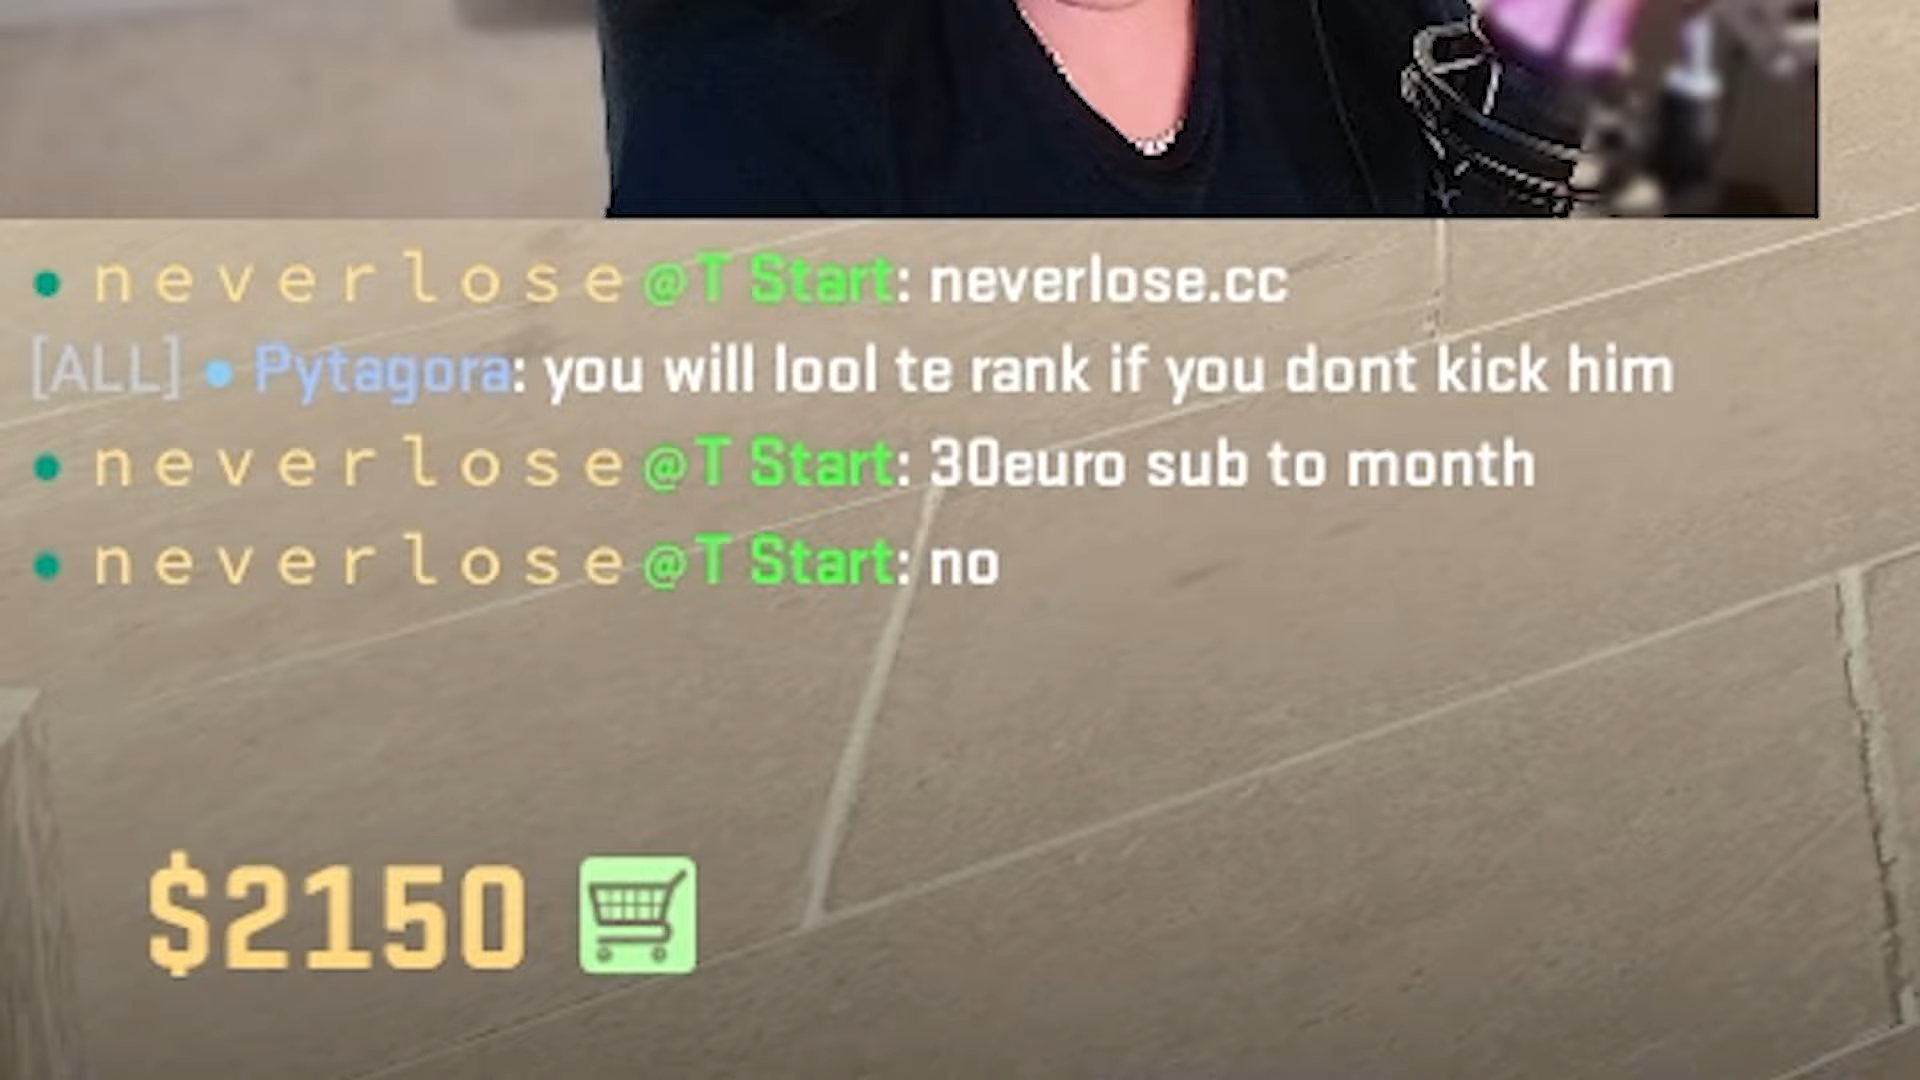 • n e v e r l o s e @T Start: neverlose.cc
[ALL] • Pytagora: you will lool te rank if you dont kick him
• n e v e r l o s e @T Start: 30euro sub to month
• n e v e r l o s e @T Start: no
$2150